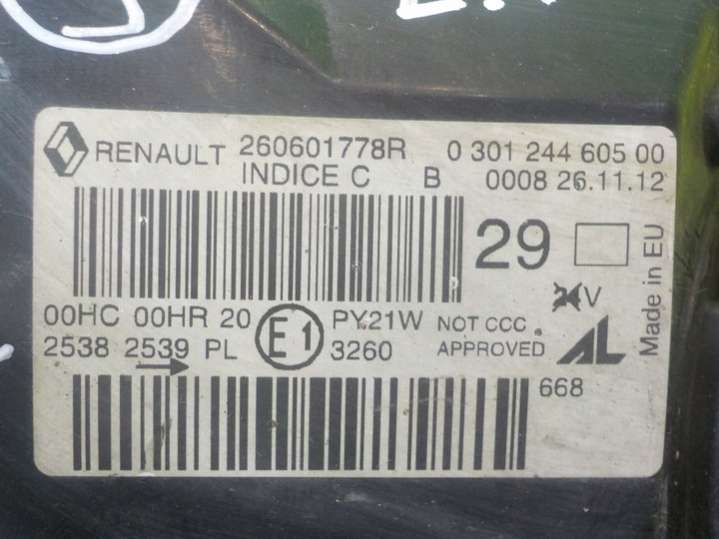 RENAULT 260601778R 0 301 244 605 00
INDICE C B 0008 26.11.12
29
24V
Made in EU
00HC 00HR 20 E1 PY21W NOT CCC
2538 2539 PL 3260 APPROVED AL
668